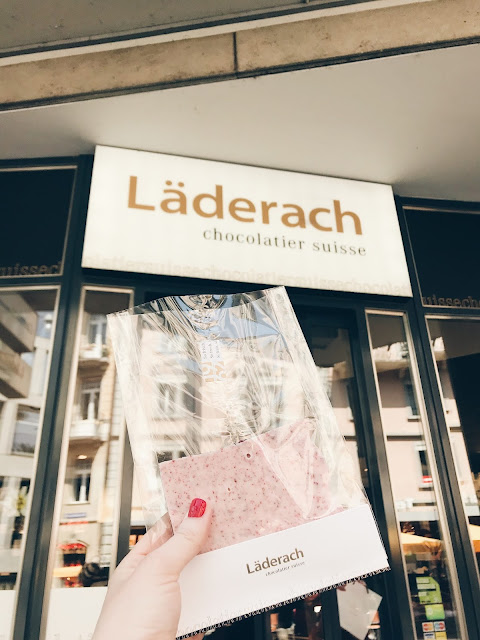 Läderach
chocolatier suisse
Läderach
chocolatier suisse